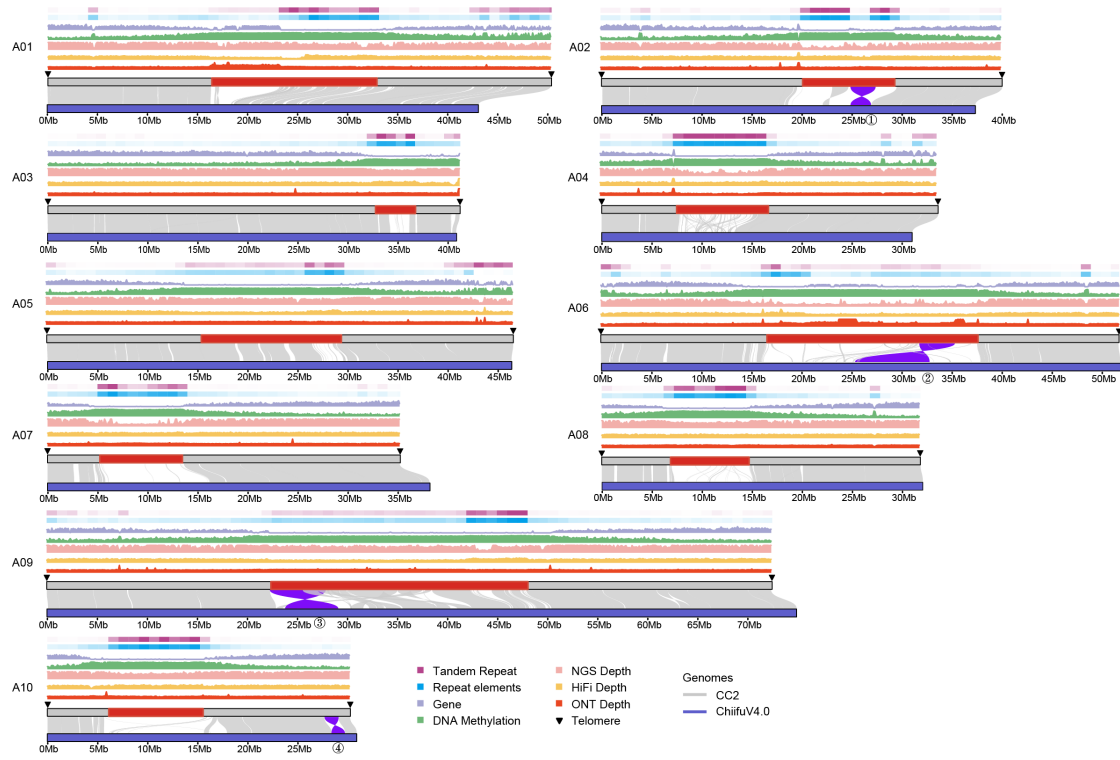 A01
0Mb 5Mb 10Mb 15Mb 20Mb 25Mb 30Mb 35Mb 40Mb 45Mb 50Mb
A02
0Mb 5Mb 10Mb 15Mb 20Mb 25Mb ① 30Mb 35Mb 40Mb
A03
0Mb 5Mb 10Mb 15Mb 20Mb 25Mb 30Mb 35Mb 40Mb
A04
0Mb 5Mb 10Mb 15Mb 20Mb 25Mb 30Mb
A05
0Mb 5Mb 10Mb 15Mb 20Mb 25Mb 30Mb 35Mb 40Mb 45Mb
A06
0Mb 5Mb 10Mb 15Mb 20Mb 25Mb 30Mb ② 35Mb 40Mb 45Mb 50Mb
A07
0Mb 5Mb 10Mb 15Mb 20Mb 25Mb 30Mb 35Mb
A08
0Mb 5Mb 10Mb 15Mb 20Mb 25Mb 30Mb
A09
0Mb 5Mb 10Mb 15Mb 20Mb 25Mb ③ 30Mb 35Mb 40Mb 45Mb 50Mb 55Mb 60Mb 65Mb 70Mb
A10
0Mb 5Mb 10Mb 15Mb 20Mb 25Mb ④
Tandem Repeat
Repeat elements
Gene
DNA Methylation
NGS Depth
HiFi Depth
ONT Depth
Telomere
Genomes
CC2
ChiifuV4.0